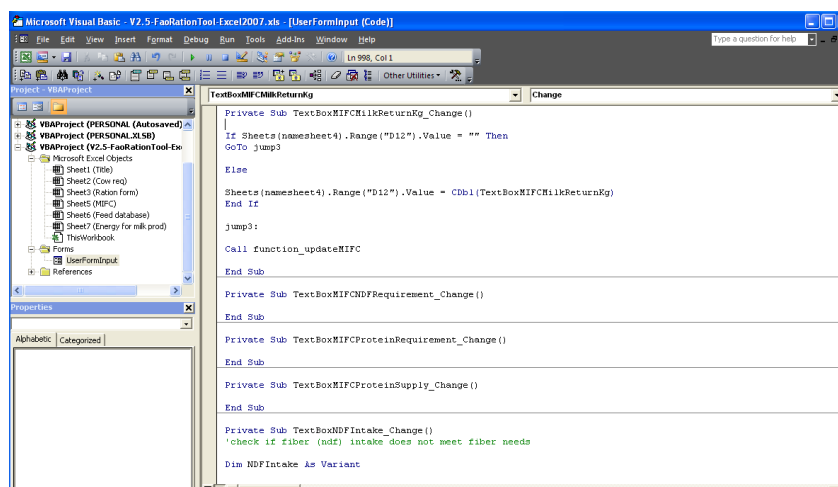 Microsoft Visual Basic - V2.5-FaoRationTool-Excel2007.xls - [UserFormInput (Code)]
File Edit View Insert Format Debug Run Tools Add-Ins Window Help
Type a question for help
Ln 998, Col 1
Other Utilities
Project - VBAProject
VBAProject (PERSONAL (Autosaved)
VBAProject (PERSONAL.XLSB)
VBAProject (V2.5-FaoRationTool-Ex
Microsoft Excel Objects
Sheet1 (Title)
Sheet2 (Cow req)
Sheet3 (Ration form)
Sheet5 (MIFC)
Sheet6 (Feed database)
Sheet7 (Energy for milk prod)
ThisWorkbook
Forms
UserFormInput
References
Properties
Alphabetic Categorized
TextBoxMIFCMilkReturnKg
Change
Private Sub TextBoxMIFCMilkReturnKg_Change()
If Sheets(namesheet4).Range("D12").Value = "" Then
GoTo jump3
Else
Sheets(namesheet4).Range("D12").Value = CDbl(TextBoxMIFCMilkReturnKg)
End If
jump3:
Call function_updateMIFC
End Sub
Private Sub TextBoxMIFCNDFRequirement_Change()
End Sub
Private Sub TextBoxMIFCProteinRequirement_Change()
End Sub
Private Sub TextBoxMIFCProteinSupply_Change()
End Sub
Private Sub TextBoxNDFIntake_Change()
'check if fiber (ndf) intake does not meet fiber needs
Dim NDFIntake As Variant